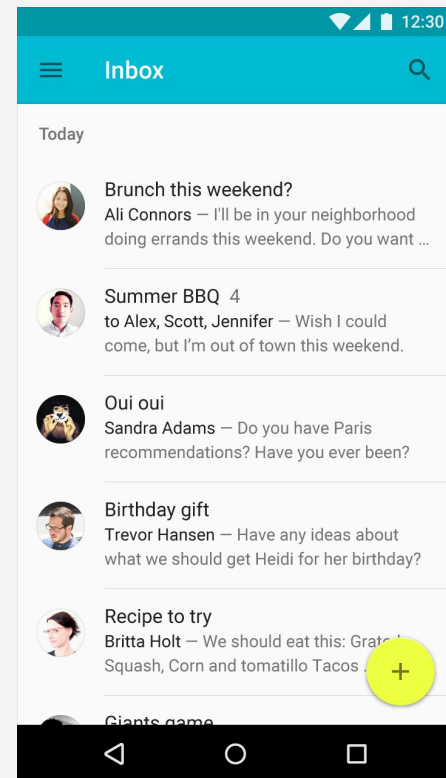 12:30
Inbox
Today
Brunch this weekend?
Ali Connors — I'll be in your neighborhood
doing errands this weekend. Do you want ...
Summer BBQ 4
to Alex, Scott, Jennifer — Wish I could
come, but I’m out of town this weekend.
Oui oui
Sandra Adams — Do you have Paris
recommendations? Have you ever been?
Birthday gift
Trevor Hansen — Have any ideas about
what we should get Heidi for her birthday?
Recipe to try
Britta Holt — We should eat this:
Squash, Corn and tomatillo Tacos
Giants game